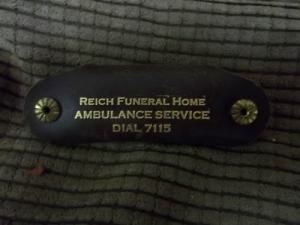 REICH FUNERAL HOME
AMBULANCE SERVICE
DIAL 7115